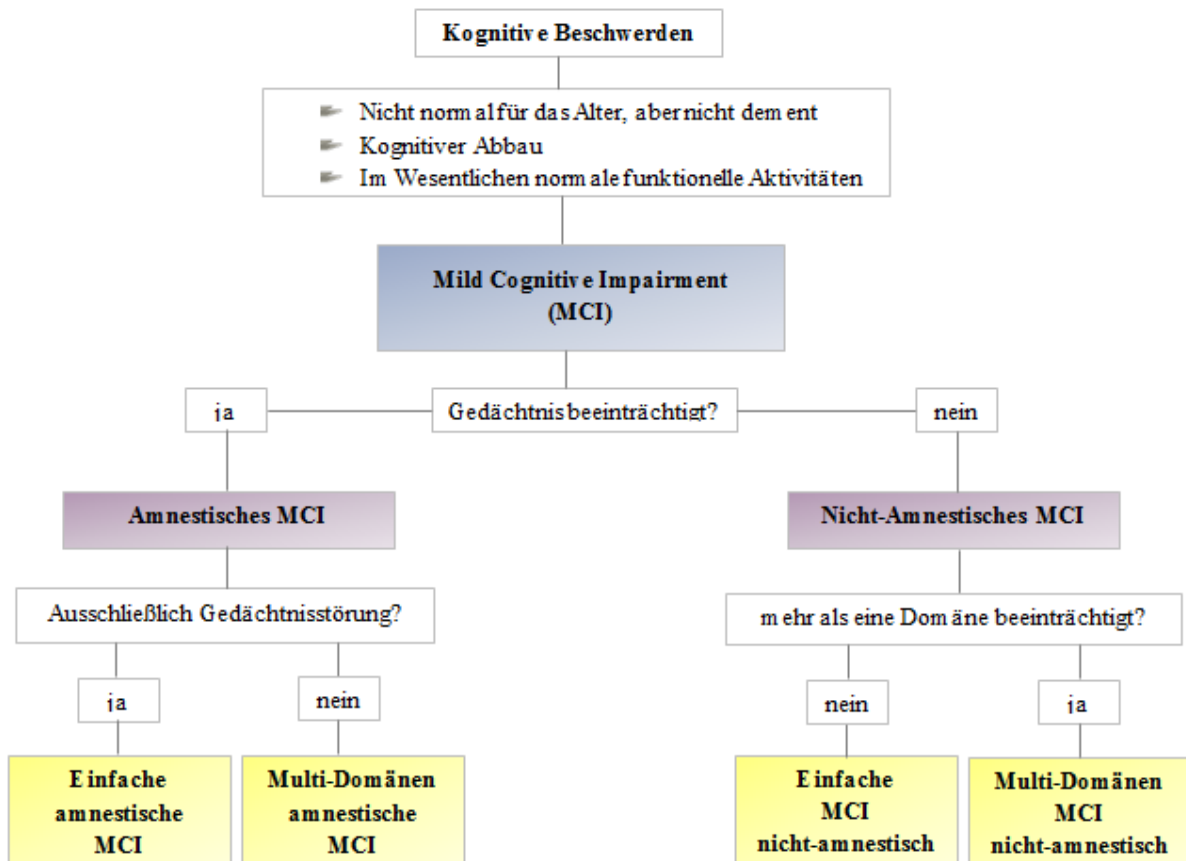 Kognitive Beschwerden
Nicht normal für das Alter, aber nicht dement
Kognitiver Abbau
Im Wesentlichen normale funktionelle Aktivitäten
Mild Cognitive Impairment
(MCI)
ja
Gedächtnis beeinträchtigt?
nein
Amnestisches MCI
Nicht-Amnestisches MCI
Ausschließlich Gedächtnisstörung?
mehr als eine Domäne beeinträchtigt?
ja
nein
nein
ja
Einfache
amnestische
MCI
Multi-Domänen
amnestische
MCI
Einfache
MCI
nicht-amnestisch
Multi-Domänen
MCI
nicht-amnestisch